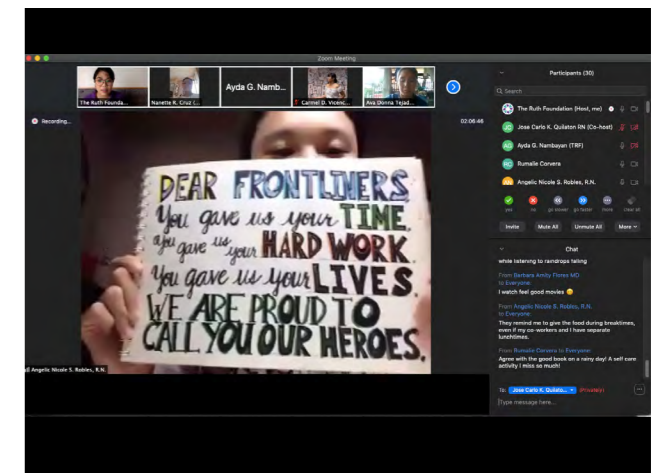 Zoom Meeting
The Ruth Founda...
Nanette K. Cruz (...
Ayda G. Namb...
Carmel D. Vicenc...
Ava Donna Tejad...
Recording...
02:06:46
DEAR FRONTLINERS
You gave us your TIME,
You gave us your HARD WORK.
You gave us your LIVES.
WE ARE PROUD TO
CALL YOU OUR HEROES.
Angelic Nicole S. Robles, R.N.
Participants (30)
Search
The Ruth Foundation (Host, me)
JC Jose Carlo K. Quilaton RN (Co-host)
AG Ayda G. Nambayan (TRF)
RC Rumalie Corvera
Angelic Nicole S. Robles, R.N.
yes no go slower go faster more clear all
Invite Mute All Unmute All More
Chat
while listening to raindrops falling
From Barbara Amity Flores MD
to Everyone:
I watch feel good movies
From Angelic Nicole S. Robles, R.N.
to Everyone:
They remind me to give the food during breaktimes,
even if my co-workers and I have separate
lunchtimes.
From Rumalie Corvera to Everyone:
Agree with the good book on a rainy day! A self care
activity I miss so much!
To: Jose Carlo K. Quilato... (Privately)
Type message here...